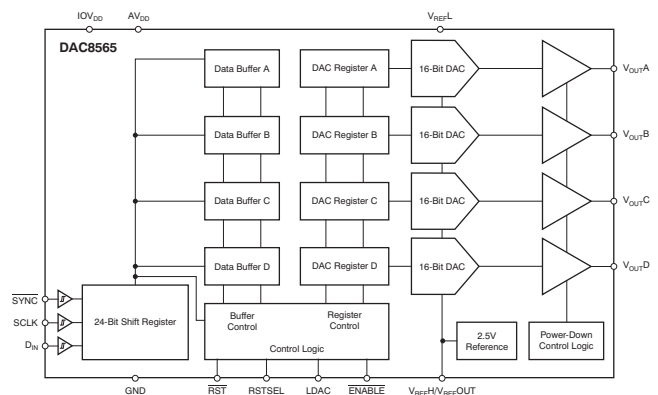 IOVDD AVDD VREFL
DAC8565
Data Buffer A DAC Register A 16-Bit DAC VOUTA
Data Buffer B DAC Register B 16-Bit DAC VOUTB
Data Buffer C DAC Register C 16-Bit DAC VOUTC
Data Buffer D DAC Register D 16-Bit DAC VOUTD
SYNC
SCLK
DIN
24-Bit Shift Register
Buffer Control
Register Control
Control Logic
2.5V Reference
Power-Down Control Logic
GND RST RSTSEL LDAC ENABLE VREFH/VREFOUT